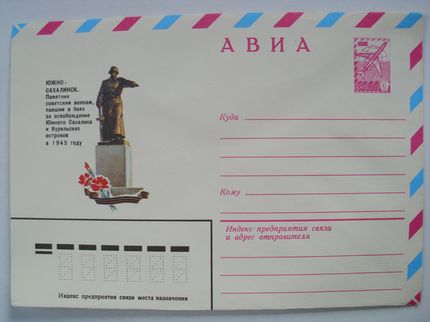 АВИА
ЮЖНО-
САХАЛИНСК.
Памятник
советским воинам,
павшим в боях
за освобождение
Южного Сахалина
и Курильских
островов
в 1945 году
Куда
Кому
Индекс предприятия связи
и адрес отправителя
Индекс предприятия связи места назначения